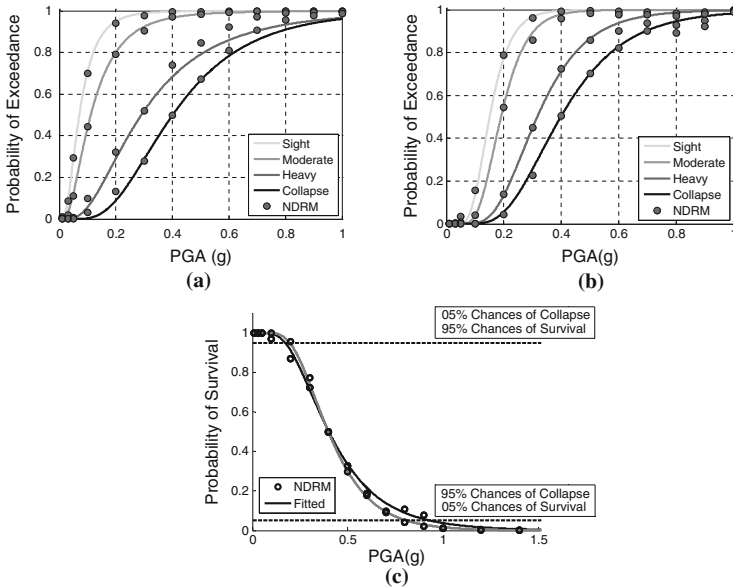 1
0.8
0.6
0.4
0.2
0
Probability of Exceedance
0 0.2 0.4 0.6 0.8 1
PGA (g)
Sight
Moderate
Heavy
Collapse
NDRM
(a)
1
0.8
0.6
0.4
0.2
0
Probability of Exceedance
0 0.2 0.4 0.6 0.8 1
PGA(g)
Sight
Moderate
Heavy
Collapse
NDRM
(b)
05% Chances of Collapse
95% Chances of Survival
1
0.8
0.6
0.4
0.2
0
Probability of Survival
NDRM
Fitted
95% Chances of Collapse
05% Chances of Survival
0 0.5 1 1.5
PGA(g)
(c)